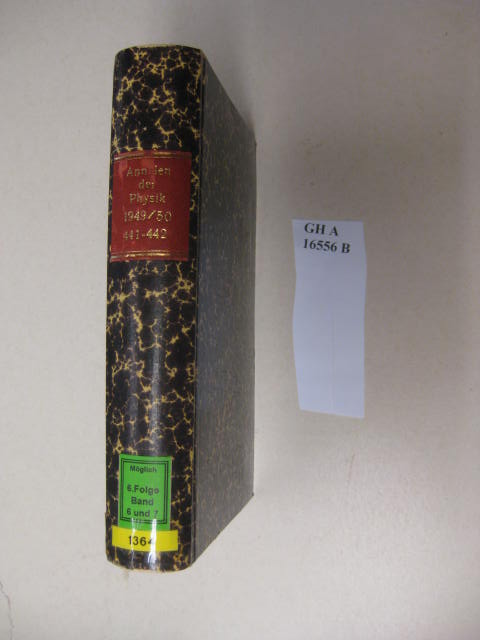 Annalen
der
Physik
1949/50
441-442
Möglich
6.Folge
Band
6 und 7
1364
GH A
16556 B